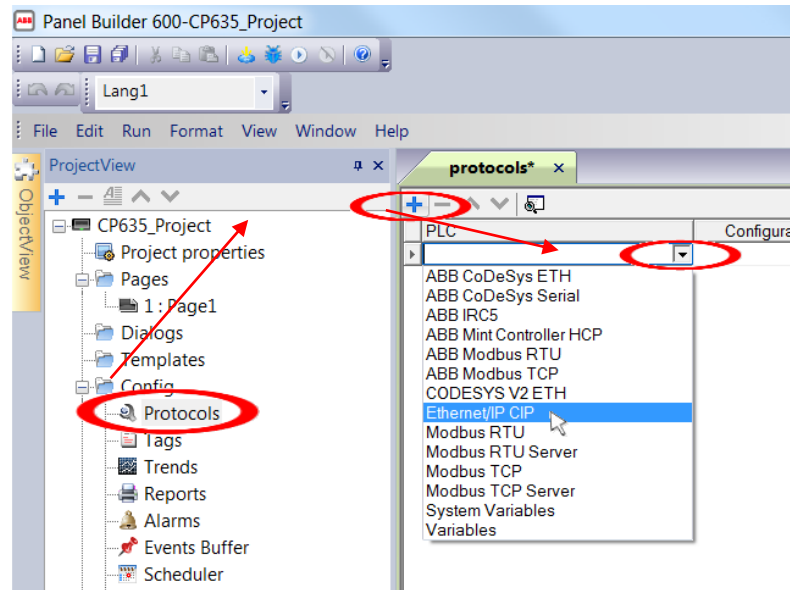 ABB Panel Builder 600-CP635_Project
Lang1
File Edit Run Format View Window Help
ObjectView
ProjectView
CP635_Project
Project properties
Pages
1 : Page1
Dialogs
Templates
Config
Protocols
Tags
Trends
Reports
Alarms
Events Buffer
Scheduler
protocols*
PLC Configura
ABB CoDeSys ETH
ABB CoDeSys Serial
ABB IRC5
ABB Mint Controller HCP
ABB Modbus RTU
ABB Modbus TCP
CODESYS V2 ETH
Ethernet/IP CIP
Modbus RTU
Modbus RTU Server
Modbus TCP
Modbus TCP Server
System Variables
Variables